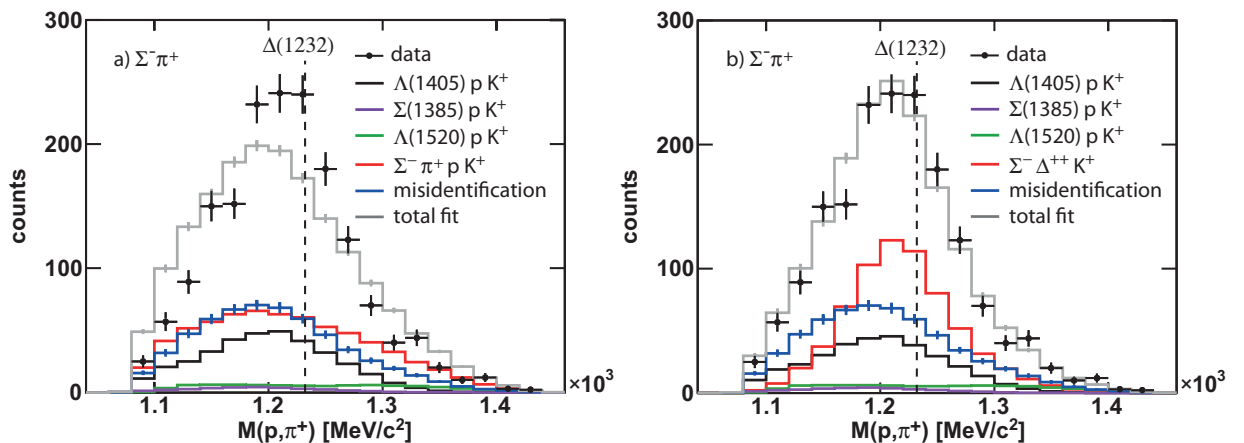 Δ(1232)
a) Σ⁻π⁺
data
Λ(1405) p K⁺
Σ(1385) p K⁺
Λ(1520) p K⁺
Σ⁻ π⁺ p K⁺
misidentification
total fit
300
200
100
0
counts
1.1 1.2 1.3 1.4
×10³
M(p,π⁺) [MeV/c²]
Δ(1232)
b) Σ⁻π⁺
data
Λ(1405) p K⁺
Σ(1385) p K⁺
Λ(1520) p K⁺
Σ⁻ Δ⁺⁺ K⁺
misidentification
total fit
300
200
100
0
counts
1.1 1.2 1.3 1.4
×10³
M(p,π⁺) [MeV/c²]